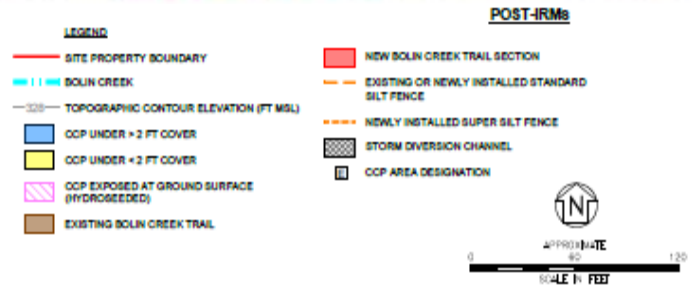 POST-IRMs
LEGEND
SITE PROPERTY BOUNDARY
BOLIN CREEK
328 TOPOGRAPHIC CONTOUR ELEVATION (FT MSL)
CCP UNDER > 2 FT COVER
CCP UNDER < 2 FT COVER
CCP EXPOSED AT GROUND SURFACE
(HYDROSEEDED)
EXISTING BOLIN CREEK TRAIL
NEW BOLIN CREEK TRAIL SECTION
EXISTING OR NEWLY INSTALLED STANDARD
SILT FENCE
NEWLY INSTALLED SUPER SILT FENCE
STORM DIVERSION CHANNEL
CCP AREA DESIGNATION
N
APPROXIMATE
0 60 120
SCALE IN FEET